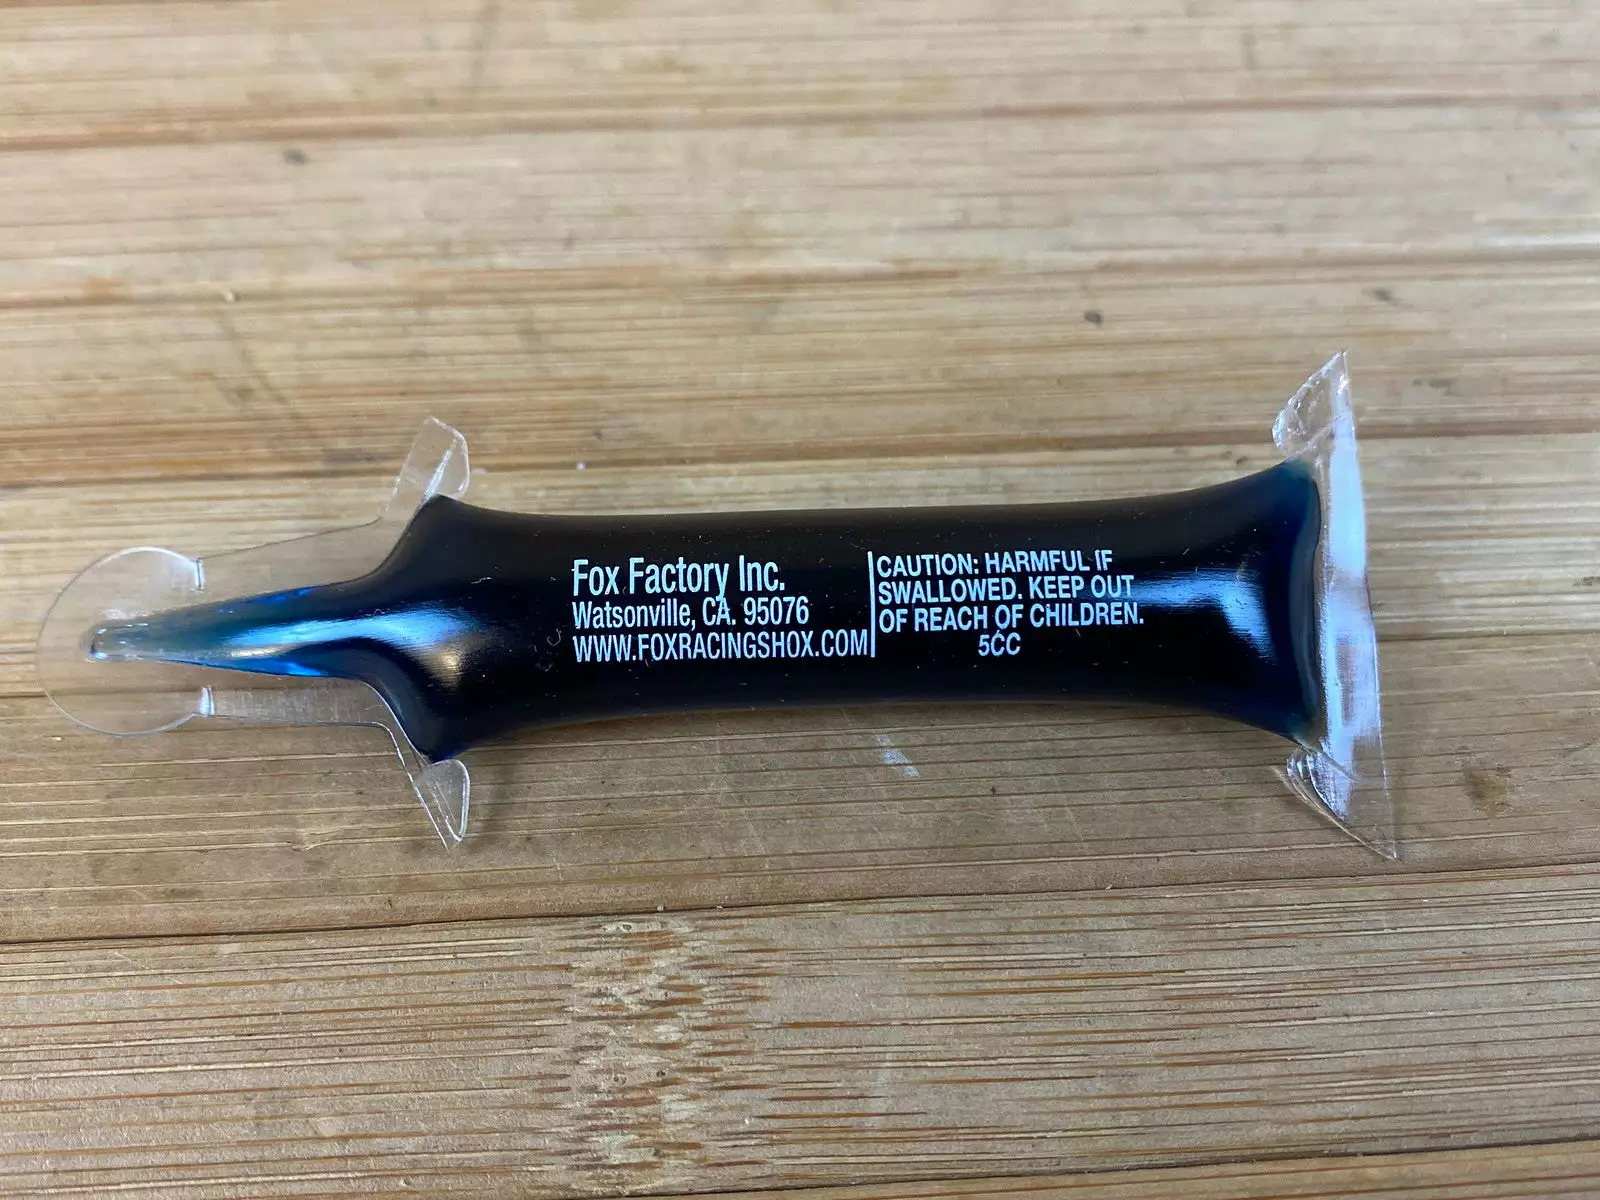 Fox Factory Inc.
Watsonville, CA. 95076
WWW.FOXRACINGSHOX.COM
CAUTION: HARMFUL IF
SWALLOWED. KEEP OUT
OF REACH OF CHILDREN.
5CC